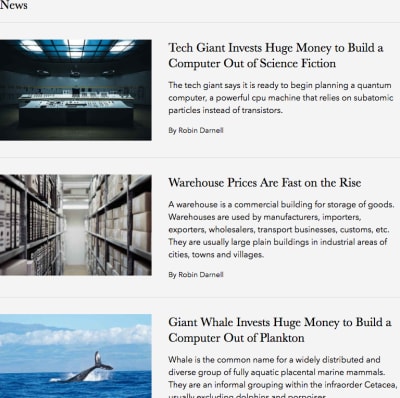 News
Tech Giant Invests Huge Money to Build a
Computer Out of Science Fiction
The tech giant says it is ready to begin planning a quantum
computer, a powerful cpu machine that relies on subatomic
particles instead of transistors.
By Robin Darnell
Warehouse Prices Are Fast on the Rise
A warehouse is a commercial building for storage of goods.
Warehouses are used by manufacturers, importers,
exporters, wholesalers, transport businesses, customs, etc.
They are usually large plain buildings in industrial areas of
cities, towns and villages.
By Robin Darnell
Giant Whale Invests Huge Money to Build a
Computer Out of Plankton
Whale is the common name for a widely distributed and
diverse group of fully aquatic placental marine mammals.
They are an informal grouping within the infraorder Cetacea,
usually excluding dolphins and porpoises.